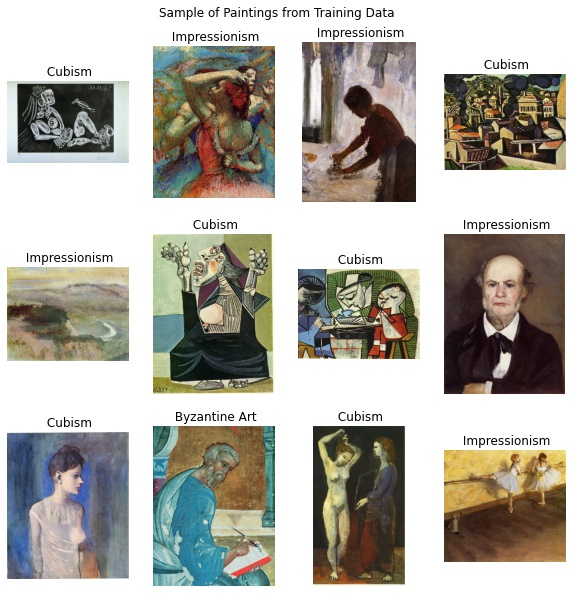 Sample of Paintings from Training Data
Cubism
Impressionism
Impressionism
Cubism
Impressionism
Cubism
Cubism
Impressionism
Cubism
Byzantine Art
Cubism
Impressionism